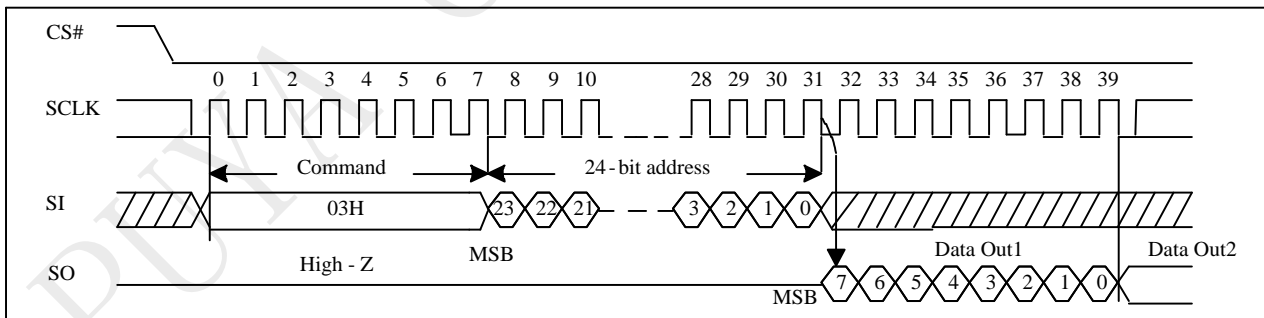 CS#
0 1 2 3 4 5 6 7 8 9 10 28 29 30 31 32 33 34 35 36 37 38 39
SCLK
Command 24-bit address
SI 03H 23 22 21 3 2 1 0
MSB Data Out1 Data Out2
SO High - Z 7 6 5 4 3 2 1 0
MSB
PUYA